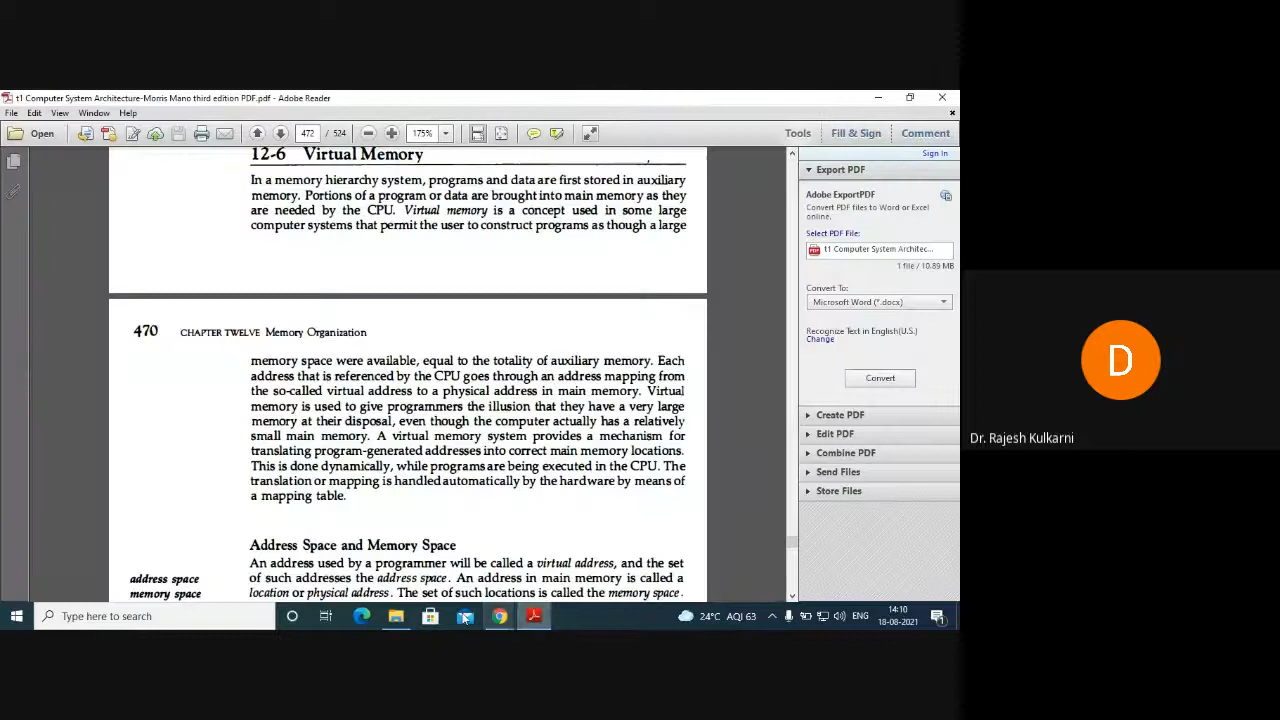 t1 Computer System Architecture-Morris Mano third edition PDF.pdf - Adobe Reader
File Edit View Window Help
Open 472 / 524 175% Tools Fill & Sign Comment
Sign In
12-6 Virtual Memory
In a memory hierarchy system, programs and data are first stored in auxiliary
memory. Portions of a program or data are brought into main memory as they
are needed by the CPU. Virtual memory is a concept used in some large
computer systems that permit the user to construct programs as though a large
470 CHAPTER TWELVE Memory Organization
memory space were available, equal to the totality of auxiliary memory. Each
address that is referenced by the CPU goes through an address mapping from
the so-called virtual address to a physical address in main memory. Virtual
memory is used to give programmers the illusion that they have a very large
memory at their disposal, even though the computer actually has a relatively
small main memory. A virtual memory system provides a mechanism for
translating program-generated addresses into correct main memory locations.
This is done dynamically, while programs are being executed in the CPU. The
translation or mapping is handled automatically by the hardware by means of
a mapping table.
Address Space and Memory Space
An address used by a programmer will be called a virtual address, and the set
address space
of such addresses the address space. An address in main memory is called a
memory space
location or physical address. The set of such locations is called the memory space.
Export PDF
Adobe ExportPDF
Convert PDF files to Word or Excel
online.
Select PDF File:
t1 Computer System Architec...
1 file / 10.89 MB
Convert To:
Microsoft Word (*.docx)
Recognize Text in English(U.S.)
Change
Convert
Create PDF
Edit PDF
Combine PDF
Send Files
Store Files
D
Dr. Rajesh Kulkarni
Type here to search
24°C AQI 63
ENG
14:10
18-08-2021
1